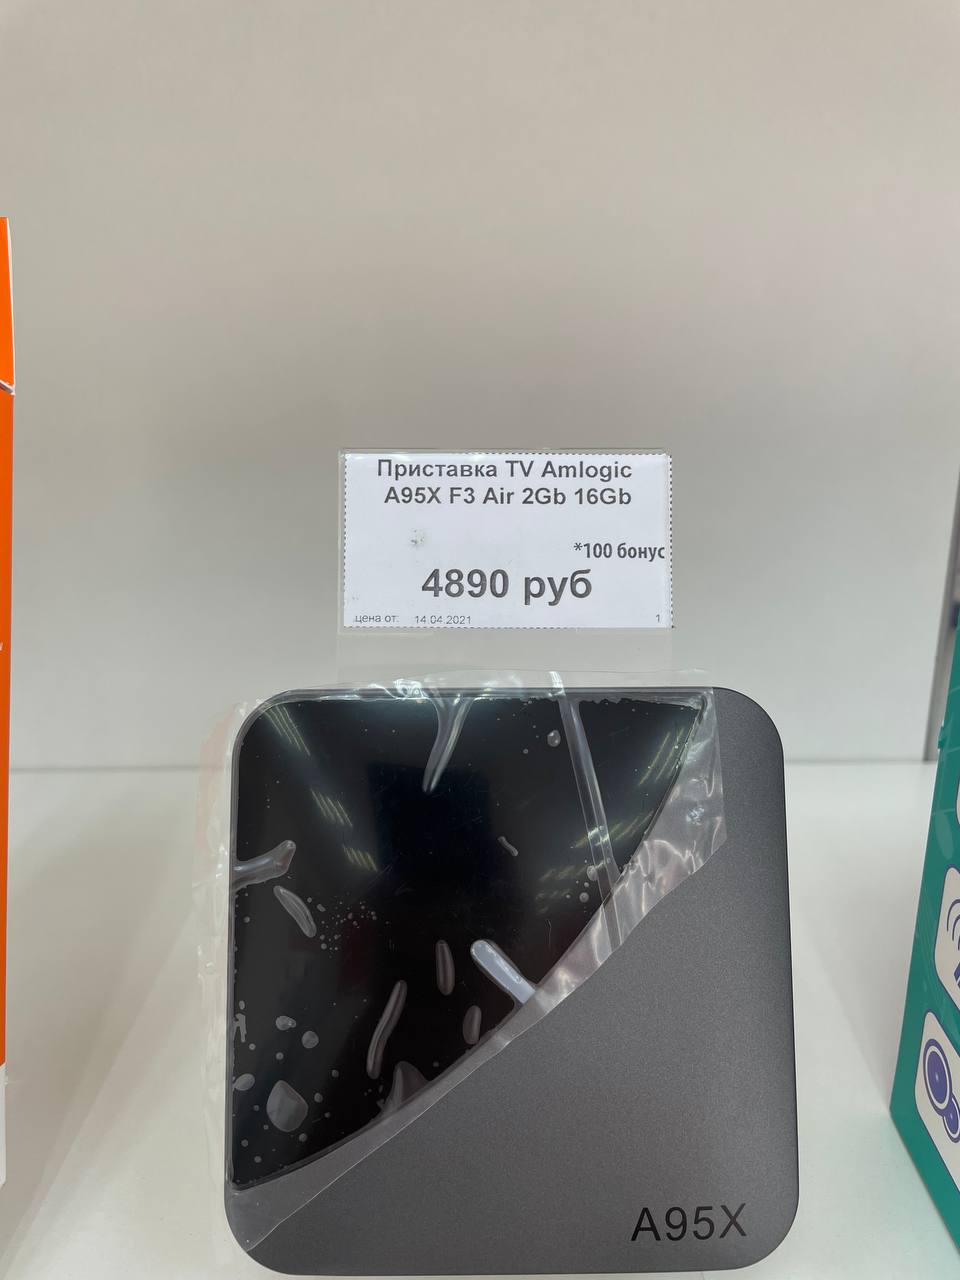 Приставка TV Amlogic
A95X F3 Air 2Gb 16Gb
*100 бонус
4890 руб
цена от: 14.04.2021 1
A95X